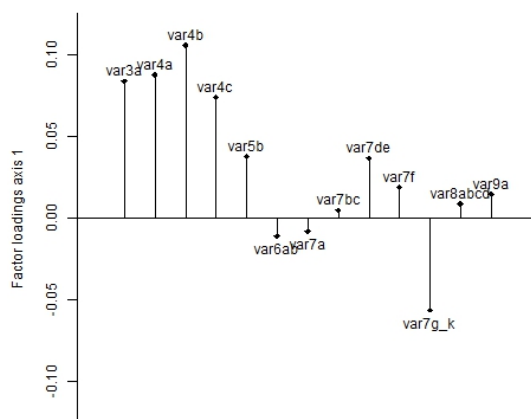 Factor loadings axis 1
0.10
0.05
0.00
-0.05
-0.10
var3a
var4a
var4b
var4c
var5b
var6ab
var7a
var7bc
var7de
var7f
var7g_k
var8abcd
var9a